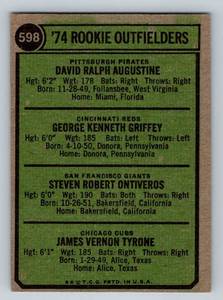 598 '74 ROOKIE OUTFIELDERS
PITTSBURGH PIRATES
DAVID RALPH AUGUSTINE
Hgt: 6'2" Wgt: 178 Bats: Right Throws: Right
Born: 11-28-49, Follansbee, West Virginia
Home: Miami, Florida
CINCINNATI REDS
GEORGE KENNETH GRIFFEY
Hgt: 6' Wgt: 185 Bats: Left Throws: Left
Born: 4-10-50, Donora, Pennsylvania
Home: Donora, Pennsylvania
SAN FRANCISCO GIANTS
STEVEN ROBERT ONTIVEROS
Hgt: 6' Wgt: 190 Bats: Both Throws: Right
Born: 10-26-51, Bakersfield, California
Home: Bakersfield, California
CHICAGO CUBS
JAMES VERNON TYRONE
Hgt: 6'1" Wgt: 185 Bats: Right Throws: Right
Born: 1-29-49, Alice, Texas
Home: Alice, Texas
© T.C.G. PRTD. IN U.S.A.